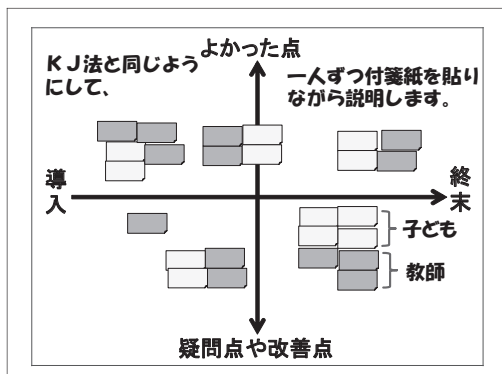 よかった点
ＫＪ法と同じよう
にして、
一人ずつ付箋紙を貼り
ながら説明します。
導入
終末
子ども
教師
疑問点や改善点